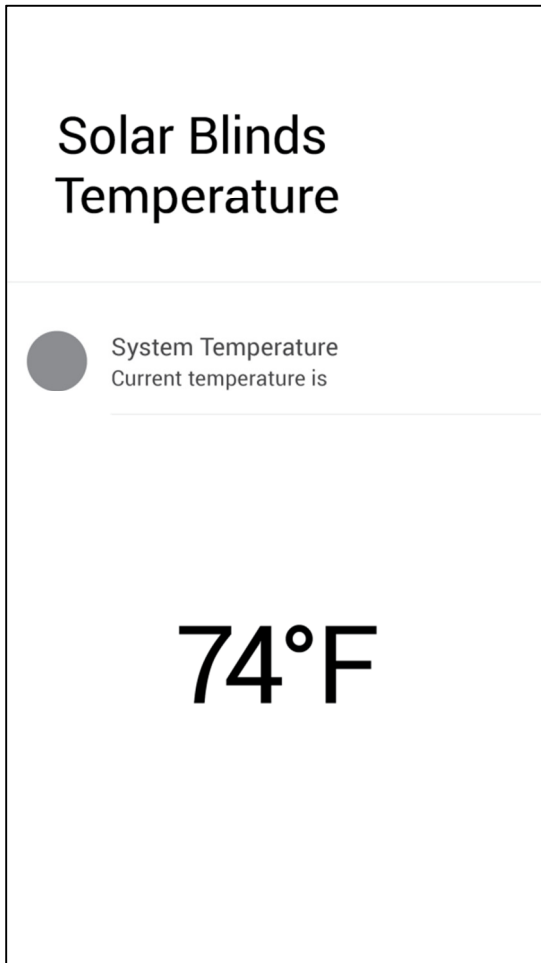 Solar Blinds
Temperature
System Temperature
Current temperature is
74°F